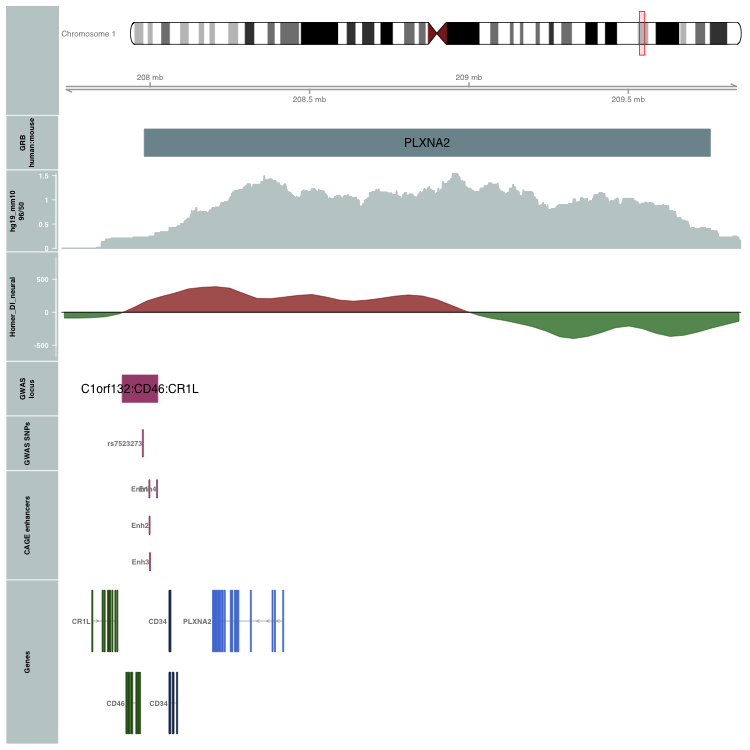 Chromosome 1
208 mb
209 mb
208.5 mb
209.5 mb
GRB
human:mouse
PLXNA2
hg19_mm10
96/50
1.5
1
0.5
0
Homer_DI_neural
500
0
-500
GWAS
locus
C1orf132:CD46:CR1L
GWAS SNPs
rs7523273
CAGE enhancers
Enh4
Enh2
Enh3
Genes
CR1L
CD34
PLXNA2
CD46
CD34